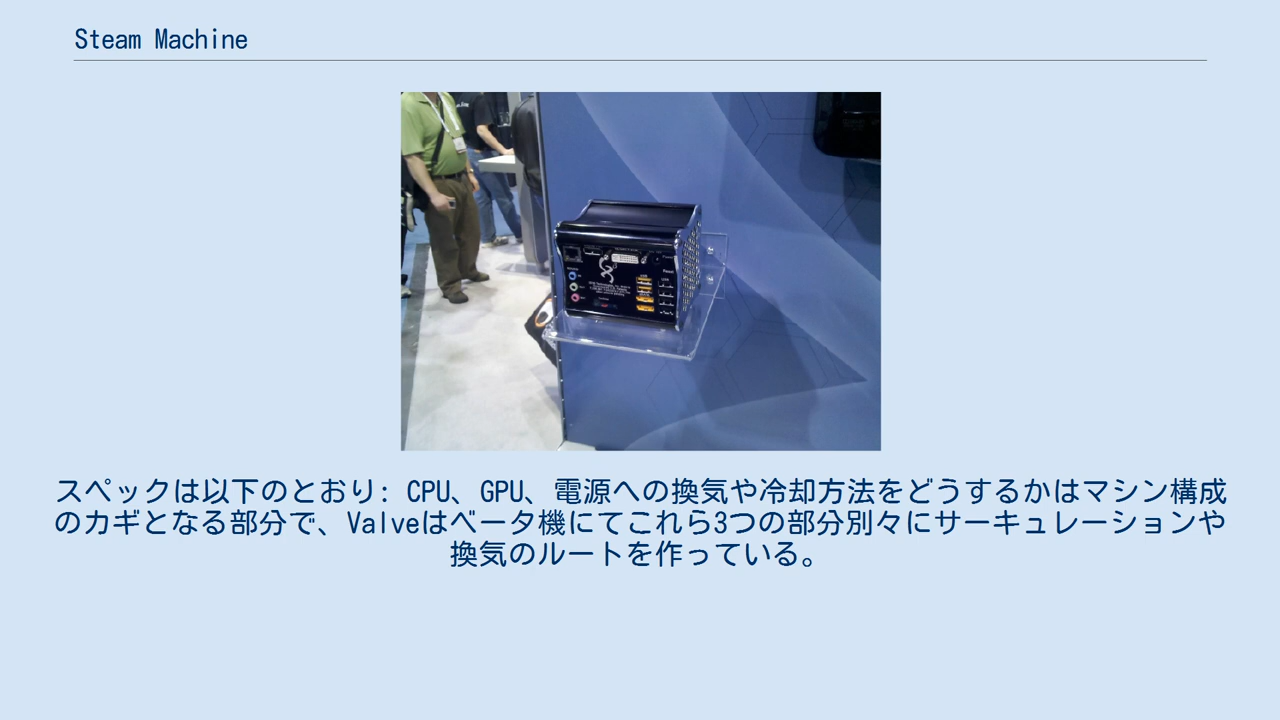 Steam Machine
Reset
スペックは以下のとおり: CPU、GPU、電源への換気や冷却方法をどうするかはマシン構成
のカギとなる部分で、Valveはベータ機にてこれら3つの部分別々にサーキュレーションや
換気のルートを作っている。